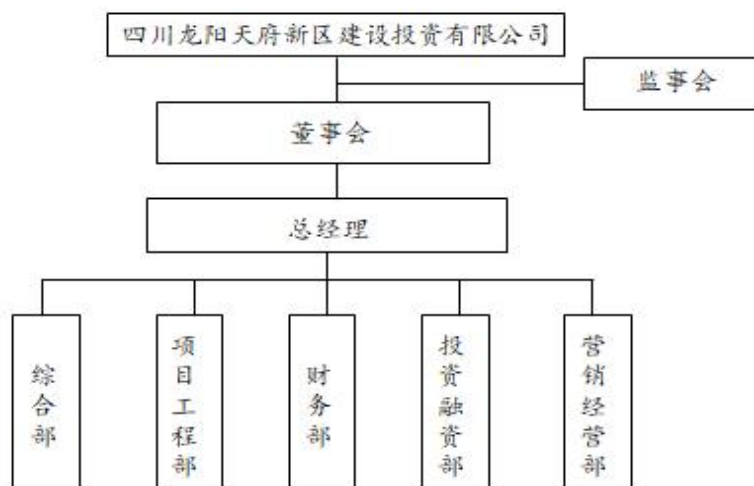 四川龙阳天府新区建设投资有限公司
监事会
董事会
总经理
综合部
项目工程部
财务部
投资融资部
营销经营部